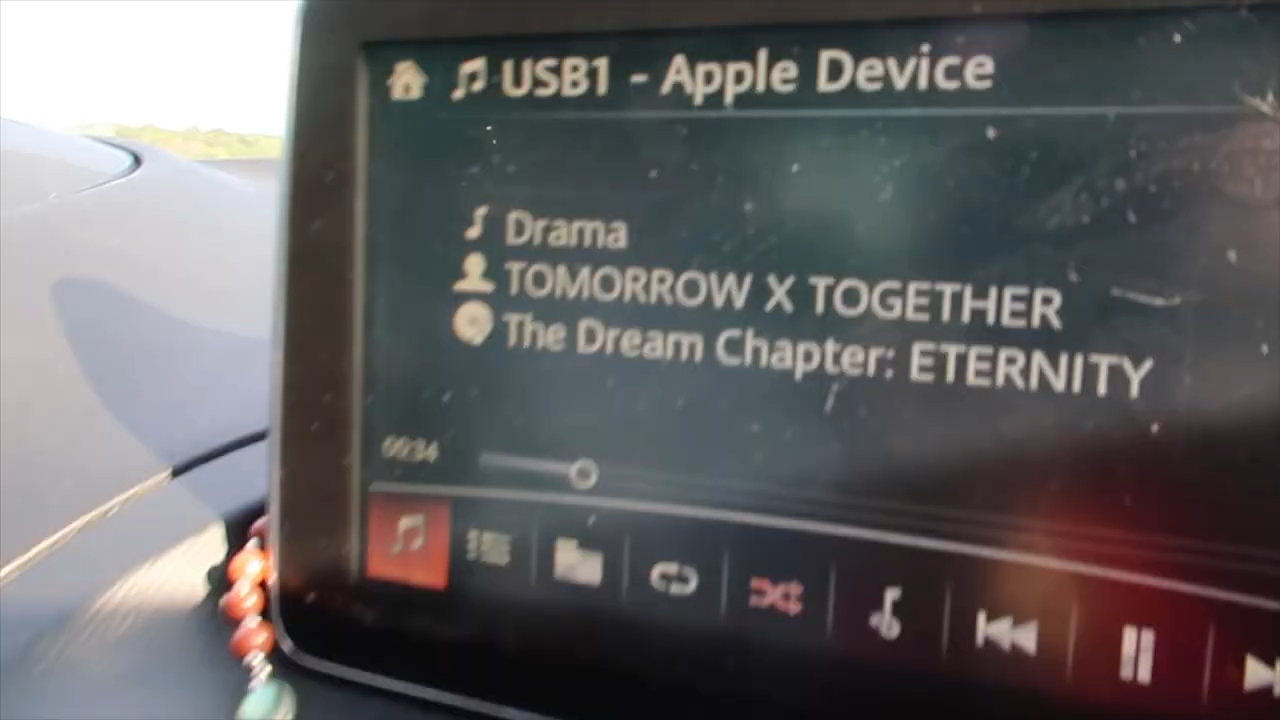 USB1 - Apple Device
Drama
TOMORROW X TOGETHER
The Dream Chapter: ETERNITY
00:34